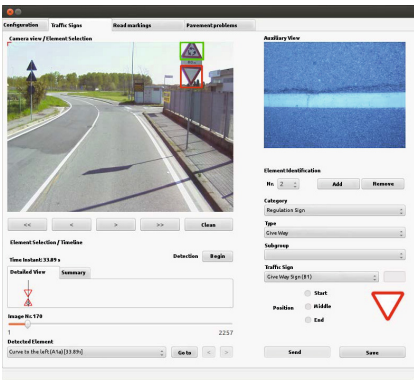 Configuration Traffic Signs Road markings Pavement problems
Camera view / Element Selection
Auxiliary View
Element Identification
Nr. 2 Add Remove
Category
Regulation Sign
Type
Give Way
Subgroup
Traffic Sign
Give Way Sign (B1)
Start
Position Middle
End
Send Save
<< < > >> Clean
Element Selection / Timeline
Time Instant: 33.89 s Detection Begin
Detailed View Summary
Image Nr. 170
1 2257
Detected Element
Curve to the left (A1a) [33.89s] Go to < >